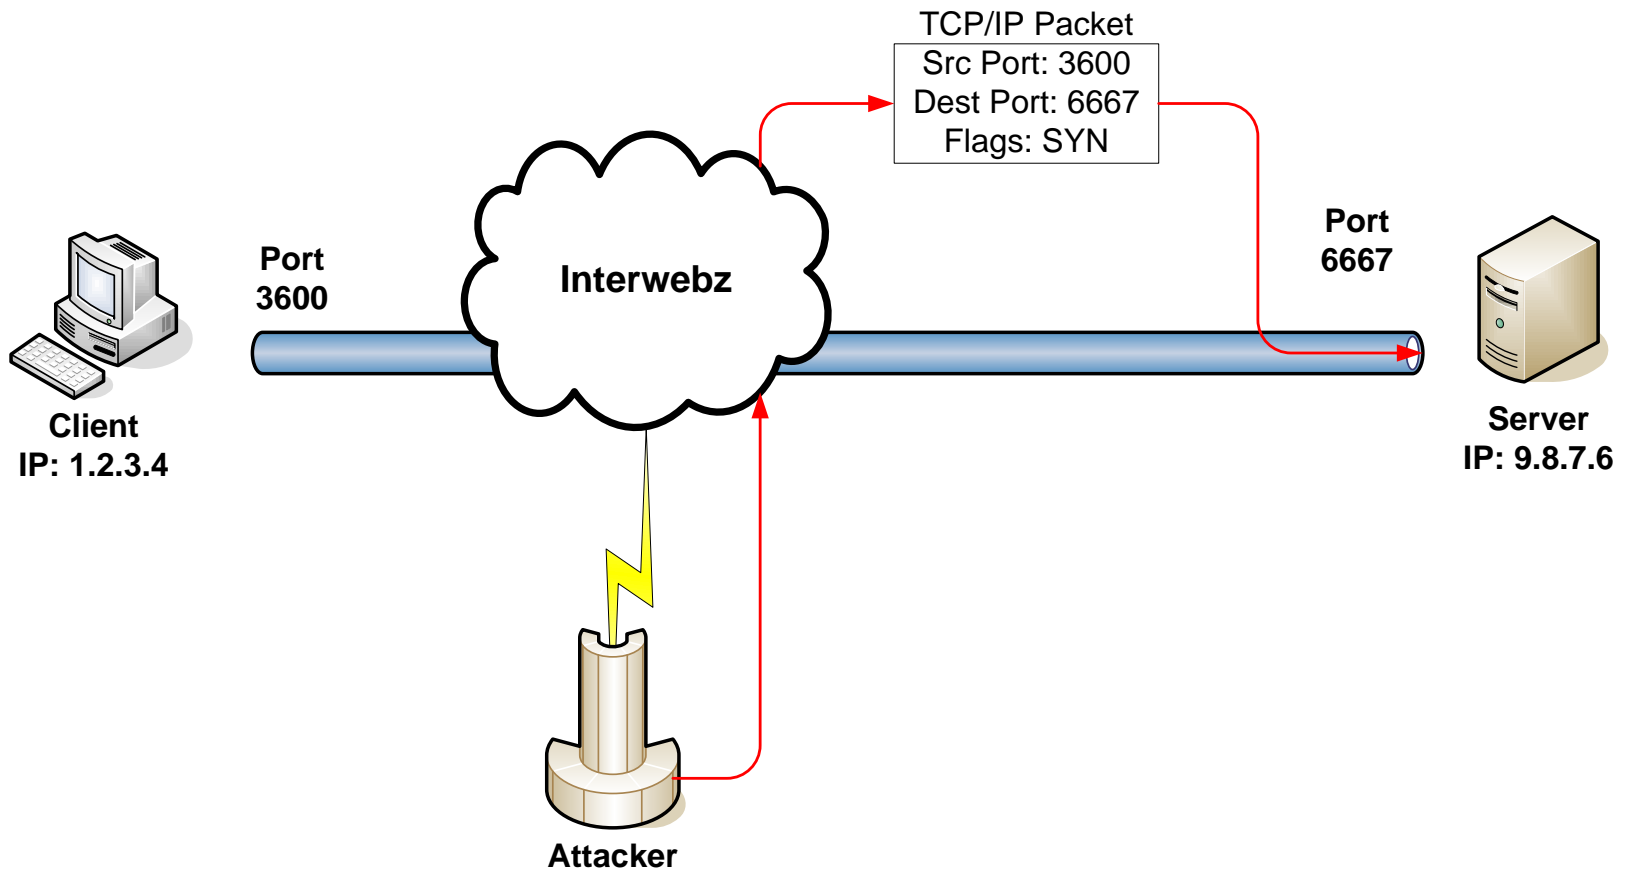 TCP/IP Packet
Src Port: 3600
Dest Port: 6667
Flags: SYN
Port
3600
Interwebz
Port
6667
Client
IP: 1.2.3.4
Server
IP: 9.8.7.6
Attacker